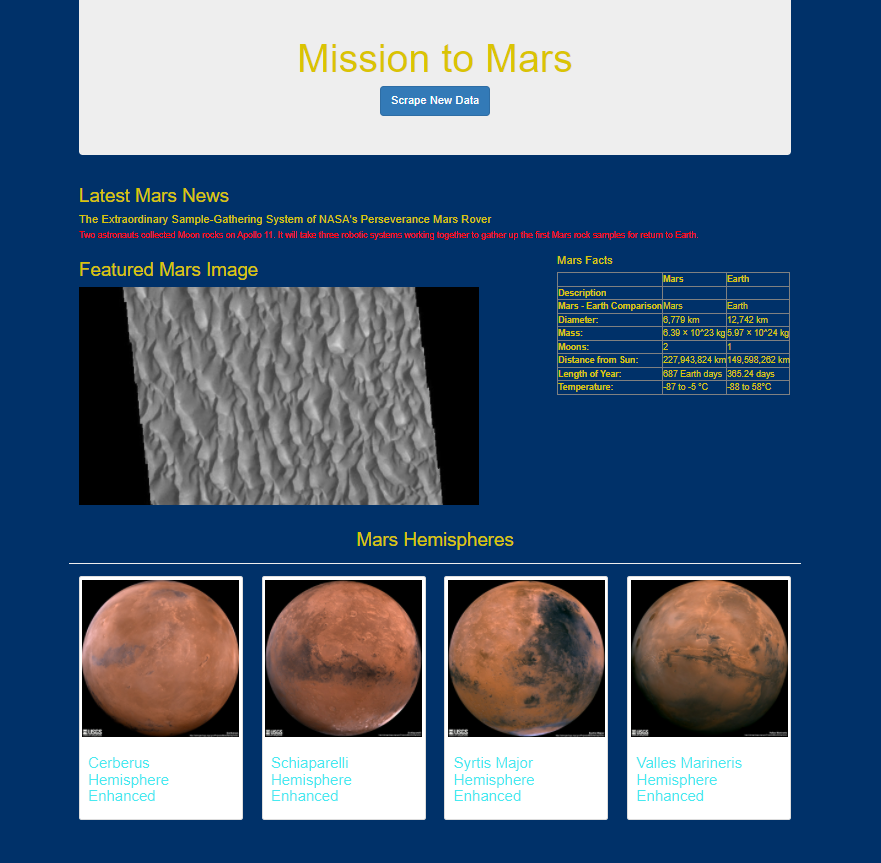 Mission to Mars
Scrape New Data
Latest Mars News
The Extraordinary Sample-Gathering System of NASA's Perseverance Mars Rover
Two astronauts collected Moon rocks on Apollo 11. It will take three robotic systems working together to gather up the first Mars rock samples for return to Earth.
Featured Mars Image
Mars Facts
Mars Earth
Description
Mars - Earth Comparison Mars Earth
Diameter: 6,779 km 12,742 km
Mass: 6.39 × 10^23 kg 5.97 × 10^24 kg
Moons: 2 1
Distance from Sun: 227,943,824 km 149,598,262 km
Length of Year: 687 Earth days 365.24 days
Temperature: -87 to -5 °C -88 to 58°C
Mars Hemispheres
USGS
USGS
USGS
USGS
Cerberus
Hemisphere
Enhanced
Schiaparelli
Hemisphere
Enhanced
Syrtis Major
Hemisphere
Enhanced
Valles Marineris
Hemisphere
Enhanced